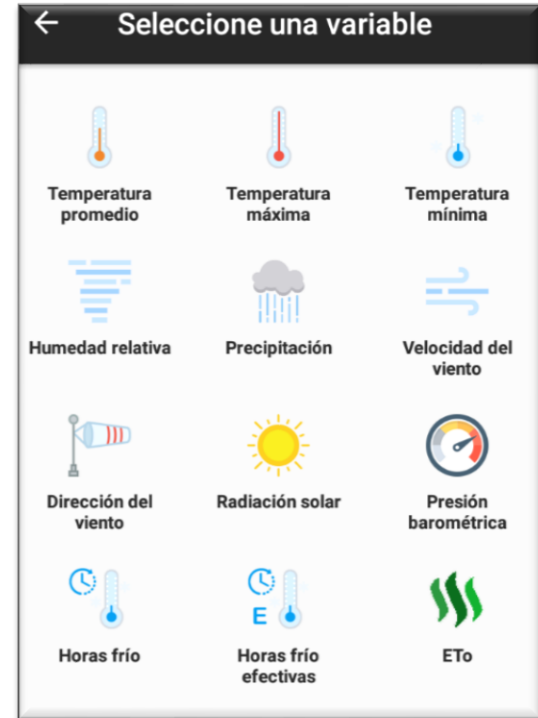 Seleccione una variable
Temperatura
promedio
Temperatura
máxima
Temperatura
mínima
Humedad relativa
Precipitación
Velocidad del
viento
Dirección del
viento
Radiación solar
Presión
barométrica
Horas frío
E
Horas frío
efectivas
ETo